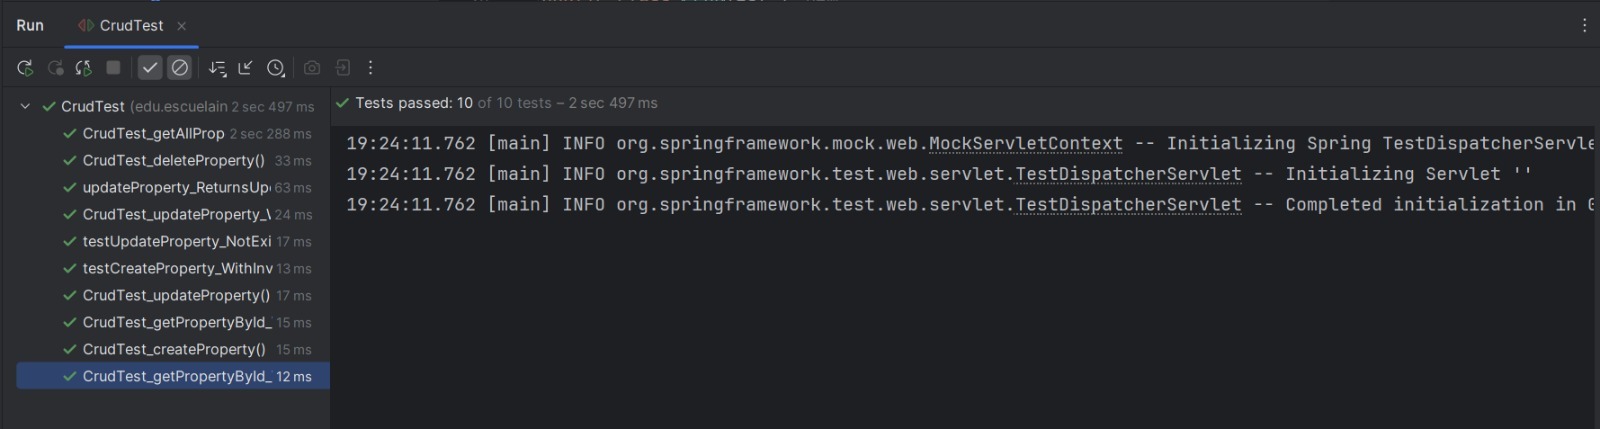 Run CrudTest
CrudTest (edu.escuelain 2 sec 497 ms
CrudTest_getAllProp 2 sec 288 ms
CrudTest_deleteProperty() 33 ms
updateProperty_ReturnsUp 63 ms
CrudTest_updateProperty_ 24 ms
testUpdateProperty_NotExi 17 ms
testCreateProperty_WithInv 13 ms
CrudTest_updateProperty() 17 ms
CrudTest_getPropertyById_ 15 ms
CrudTest_createProperty() 15 ms
CrudTest_getPropertyById_ 12 ms
Tests passed: 10 of 10 tests – 2 sec 497 ms
19:24:11.762 [main] INFO org.springframework.mock.web.MockServletContext -- Initializing Spring TestDispatcherServle
19:24:11.762 [main] INFO org.springframework.test.web.servlet.TestDispatcherServlet -- Initializing Servlet ''
19:24:11.762 [main] INFO org.springframework.test.web.servlet.TestDispatcherServlet -- Completed initialization in 0